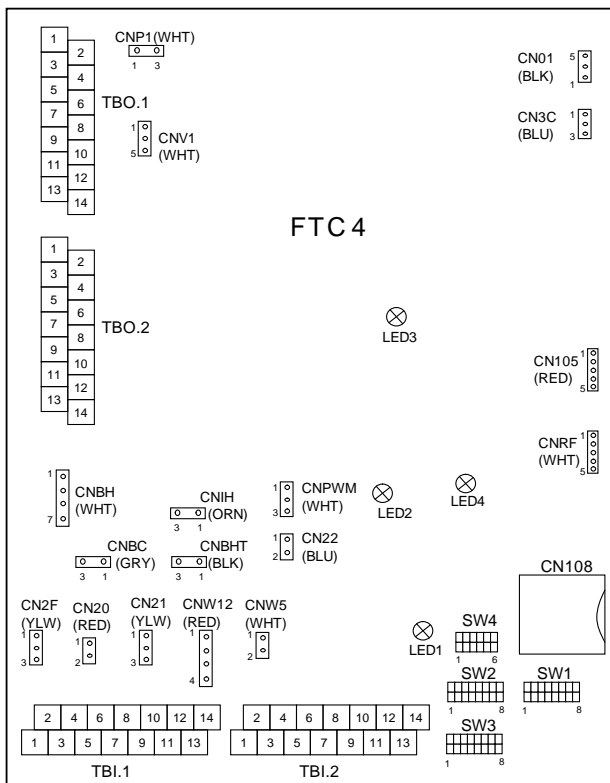 CNP1(WHT)
1 3
1 2 3 4 5 6 7 8 9 10 11 12 13 14
TBO.1
1
5
CNV1
(WHT)
CN01
(BLK)
5
1
CN3C
(BLU)
1
3
FTC4
1 2 3 4 5 6 7 8 9 10 11 12 13 14
TBO.2
LED3
CN105
(RED)
1
5
CNRF
(WHT)
1
5
1
7
CNBH
(WHT)
CNIH
(ORN)
3 1
CNPWM
(WHT)
1
3
LED2
LED4
CNBC
(GRY)
3 1
CNBHT
(BLK)
3 1
CN22
(BLU)
1
2
CN108
CN2F
(YLW)
1
3
CN20
(RED)
1
2
CN21
(YLW)
1
3
CNW12
(RED)
1
4
CNW5
(WHT)
1
2
LED1
SW4
1 6
SW2
1 8
SW1
1 8
SW3
1 8
2 4 6 8 10 12 14
1 3 5 7 9 11 13
TBI.1
2 4 6 8 10 12 14
1 3 5 7 9 11 13
TBI.2